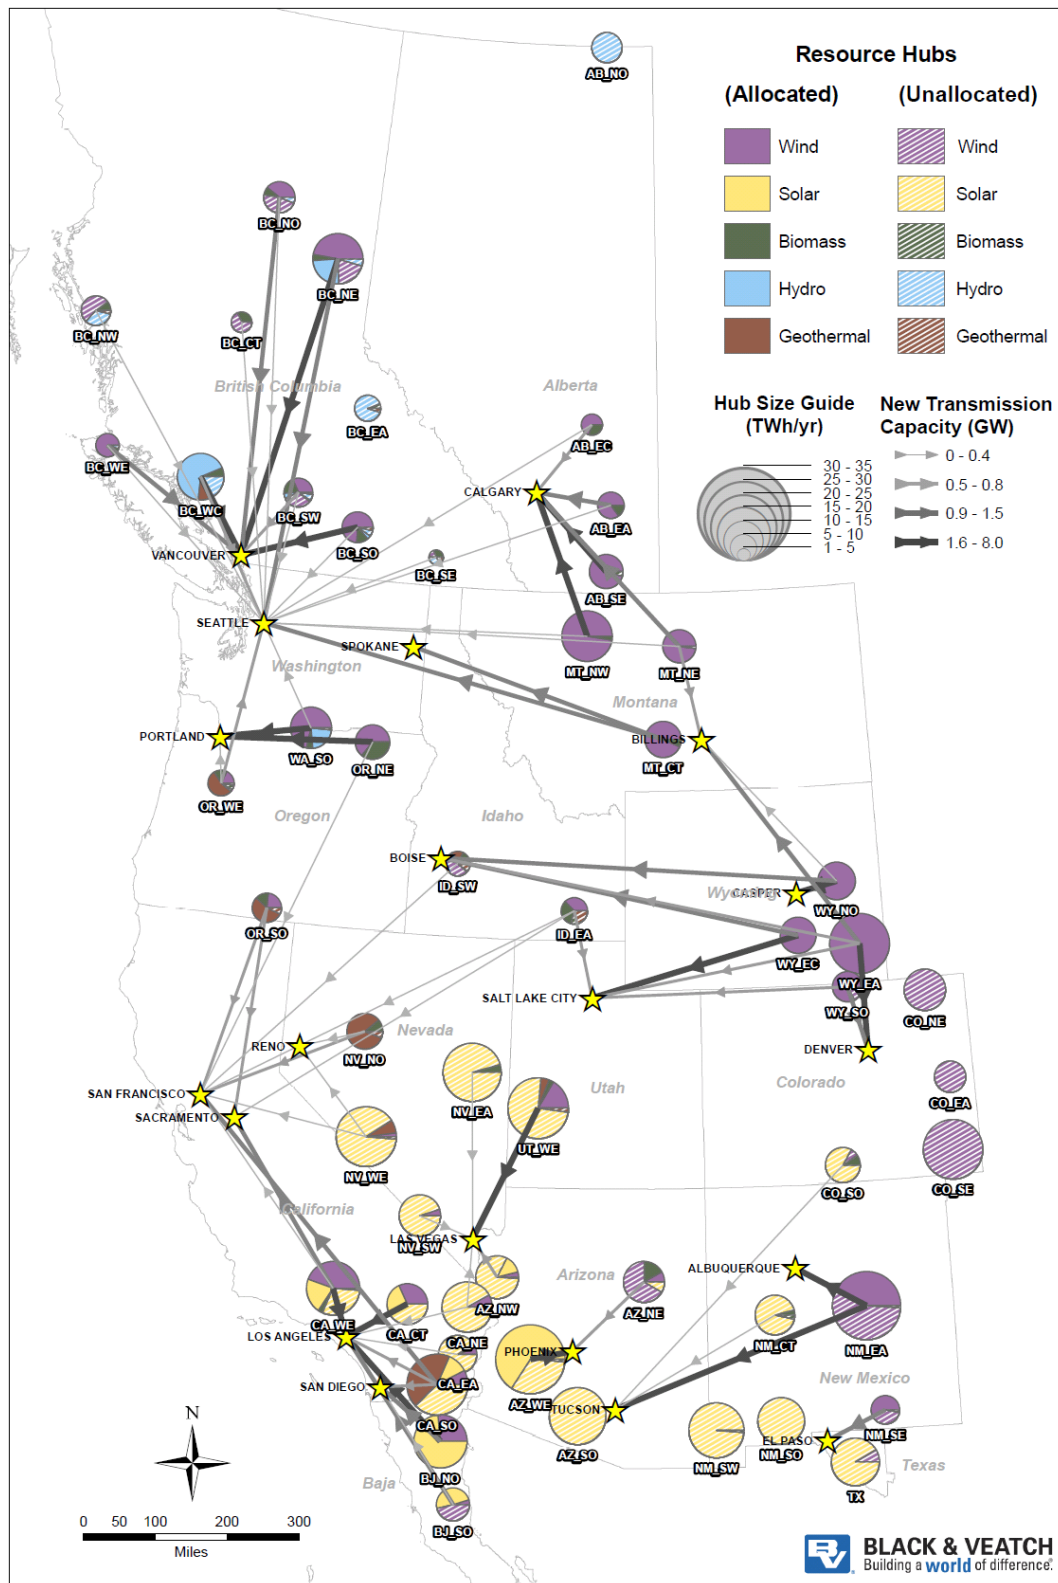 Resource Hubs
(Allocated) (Unallocated)
Wind Wind
Solar Solar
Biomass Biomass
Hydro Hydro
Geothermal Geothermal
Hub Size Guide
(TWh/yr)
30 - 35
25 - 30
20 - 25
15 - 20
10 - 15
5 - 10
1 - 5
New Transmission
Capacity (GW)
0 - 0.4
0.5 - 0.8
0.9 - 1.5
1.6 - 8.0
AB_NO
BC_NO
BC_NE
BC_NW
BC_CT
British Columbia
Alberta
BC_EA
AB_EC
BC_WE
BC_WC
CALGARY
BC_SW
AB_EA
BC_SO
VANCOUVER
BC_SE
AB_SE
SEATTLE
SPOKANE
Washington
MT_NW
MT_NE
Montana
PORTLAND
WA_SO
OR_NE
BILLINGS
MT_CT
OR_WE
Oregon
Idaho
BOISE
ID_SW
Wyoming
CASPER
WY_NO
OR_SO
ID_EA
WY_EC
WY_EA
SALT LAKE CITY
WY_SO
CO_NE
Nevada
RENO
NV_NO
DENVER
Colorado
SAN FRANCISCO
SACRAMENTO
NV_EA
Utah
CO_EA
UT_WE
NV_WE
CO_SE
CO_SO
California
LAS VEGAS
NV_SW
Arizona
ALBUQUERQUE
AZ_NW
AZ_NE
CA_WE
CA_CT
LOS ANGELES
CA_NE
NM_CT
NM_EA
PHOENIX
CA_EA
SAN DIEGO
New Mexico
AZ_WE
TUCSON
CA_SO
AZ_SO
NM_SE
EL PASO
NM_SO
NM_SW
Texas
BJ_NO
Baja
TX
BJ_SO
N
0 50 100 200 300
Miles
BV
BLACK & VEATCH
Building a world of difference.